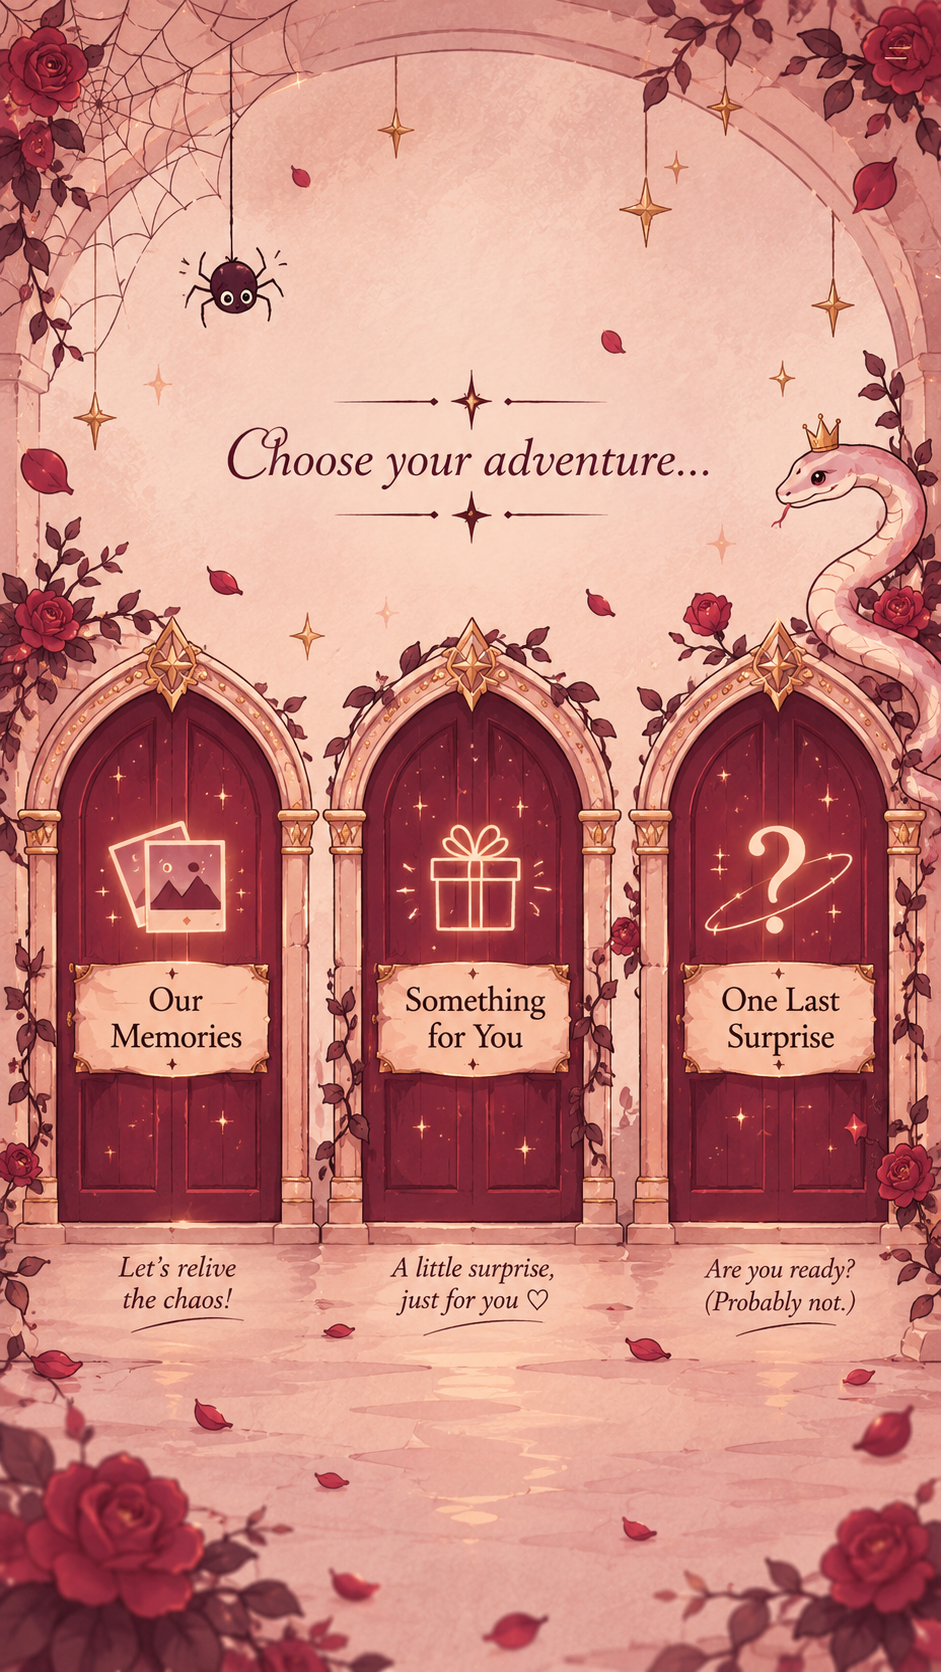 Choose your adventure...
Our
Memories
Something
for You
One Last
Surprise
Let's relive
the chaos!
A little surprise,
just for you ♡
Are you ready?
(Probably not.)